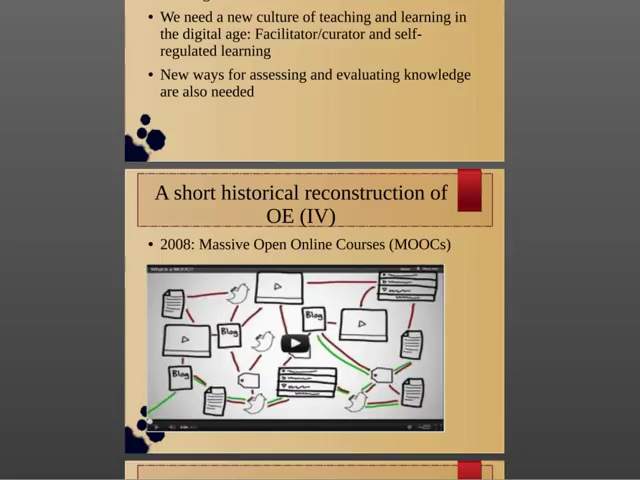 • We need a new culture of teaching and learning in
the digital age: Facilitator/curator and self-
regulated learning
• New ways for assessing and evaluating knowledge
are also needed
A short historical reconstruction of
OE (IV)
• 2008: Massive Open Online Courses (MOOCs)
What is a MOOC?
Blog
Blog
Blog